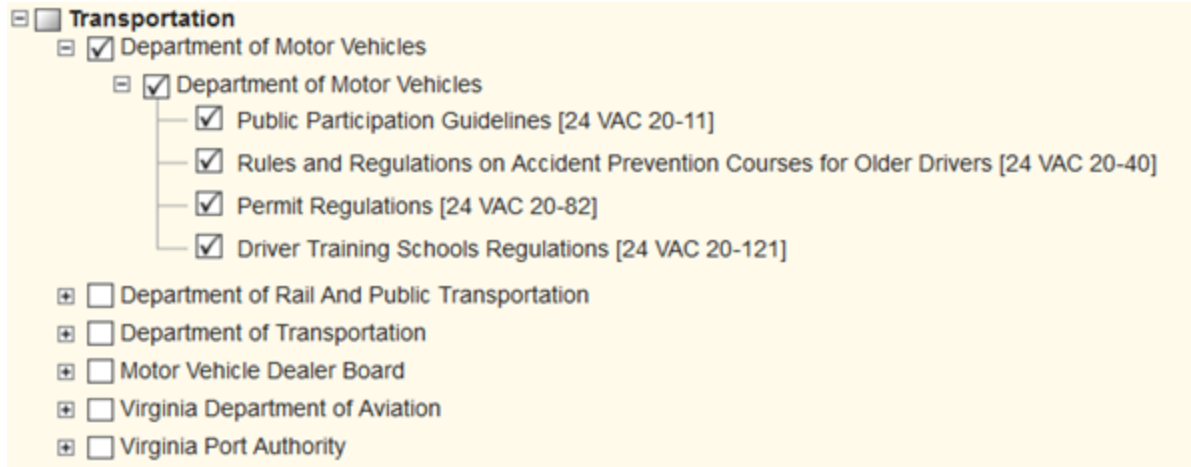 Transportation
Department of Motor Vehicles
Department of Motor Vehicles
Public Participation Guidelines [24 VAC 20-11]
Rules and Regulations on Accident Prevention Courses for Older Drivers [24 VAC 20-40]
Permit Regulations [24 VAC 20-82]
Driver Training Schools Regulations [24 VAC 20-121]
Department of Rail And Public Transportation
Department of Transportation
Motor Vehicle Dealer Board
Virginia Department of Aviation
Virginia Port Authority